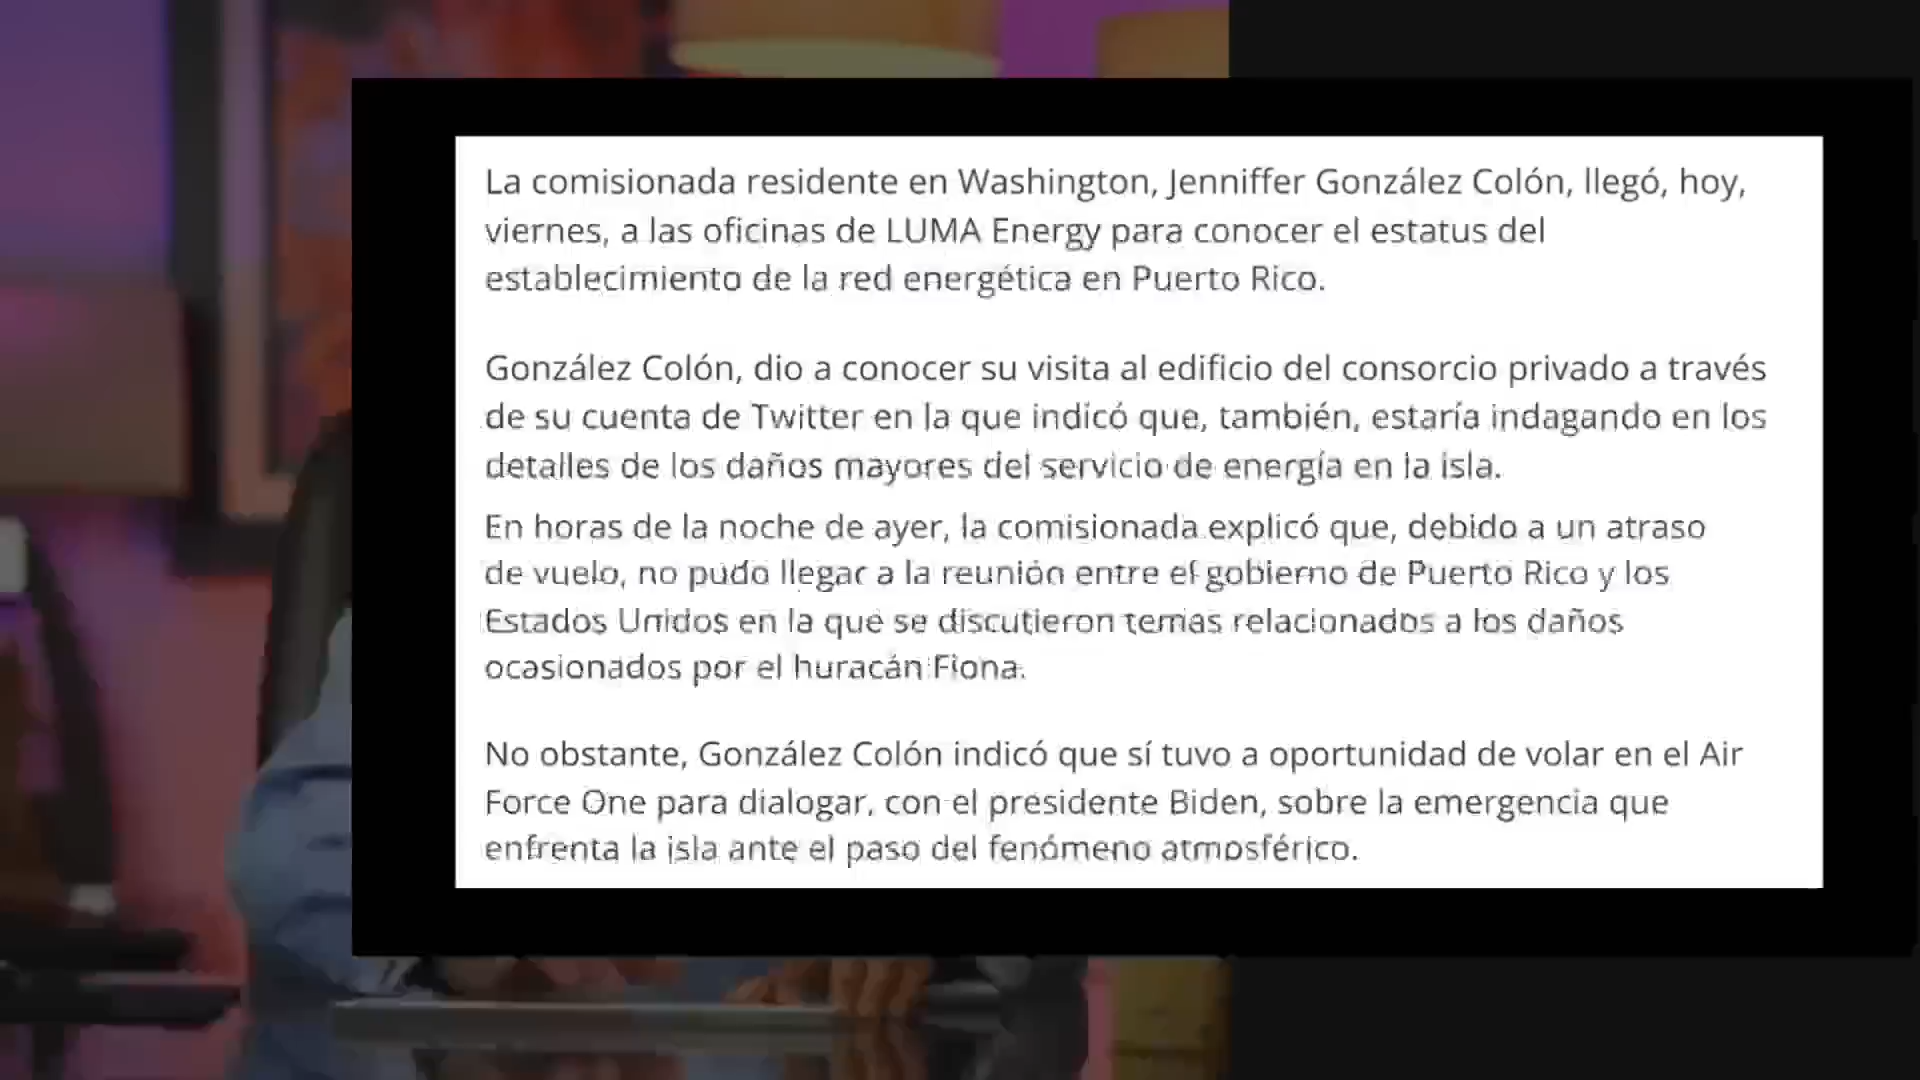 La comisionada residente en Washington, Jenniffer González Colón, llegó, hoy,
viernes, a las oficinas de LUMA Energy para conocer el estatus del
establecimiento de la red energética en Puerto Rico.
González Colón, dio a conocer su visita al edificio del consorcio privado a través
de su cuenta de Twitter en la que indicó que, también, estaría indagando en los
detalles de los daños mayores del servicio de energía en la isla.
En horas de la noche de ayer, la comisionada explicó que, debido a un atraso
de vuelo, no pudo llegar a la reunión entre el gobierno de Puerto Rico y los
Estados Unidos en la que se discutieron temas relacionados a los daños
ocasionados por el huracán Fiona.
No obstante, González Colón indicó que sí tuvo a oportunidad de volar en el Air
Force One para dialogar, con el presidente Biden, sobre la emergencia que
enfrenta la isla ante el paso del fenómeno atmosférico.